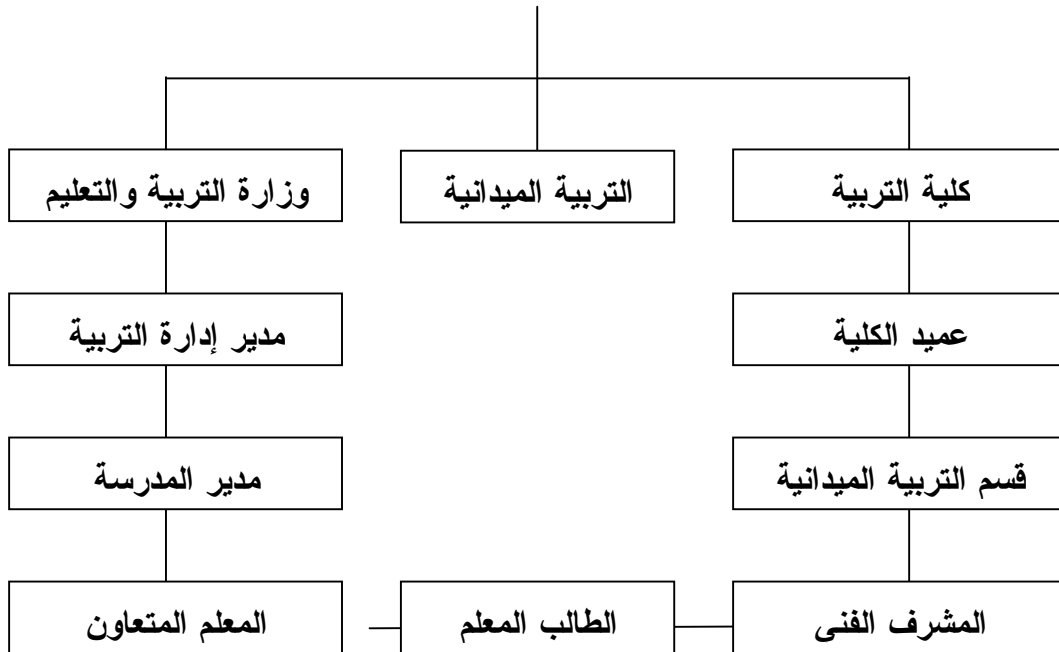 كلية التربية
التربية الميدانية
وزارة التربية والتعليم
عميد الكلية
مدير إدارة التربية
قسم التربية الميدانية
مدير المدرسة
المشرف الفنى
الطالب المعلم
المعلم المتعاون